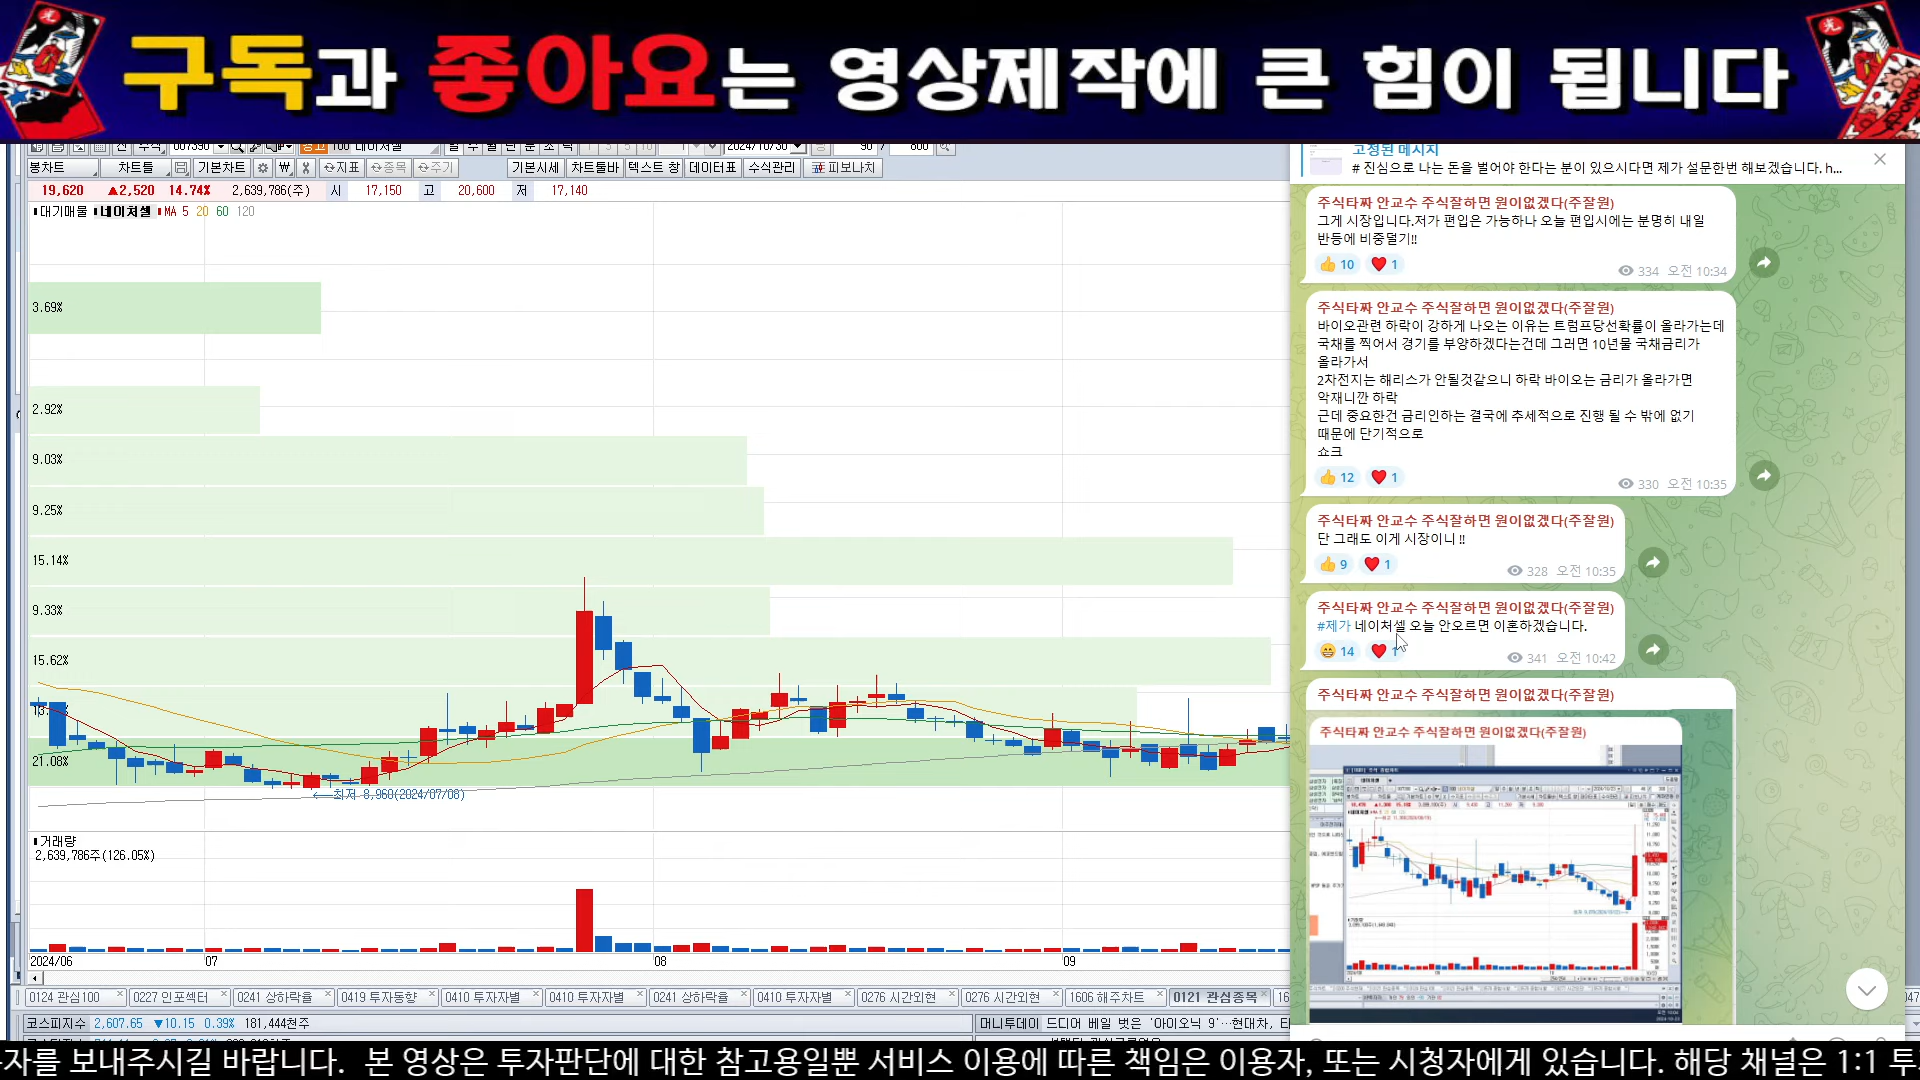 구독과 좋아요는 영상제작에 큰 힘이 됩니다
007390
네이처셀
2024/10/30
90 / 600
봉차트
차트틀
기본차트
지표
종목
주기
기본시세
차트툴바
텍스트 창
데이터표
수식관리
피보나치
19,620 ▲2,520 14.74% 2,639,786(주) 시 17,150 고 20,600 저 17,140
대기매물 네이처셀 MA 5 20 60 120
3.69%
2.92%
9.03%
9.25%
15.14%
9.33%
15.62%
21.08%
최저 8,960(2024/07/08)
거래량
2,639,786주(126.05%)
2024/06 07 08 09
0124 관심100
0227 인포섹터
0241 상하락율
0419 투자동향
0410 투자자별
0410 투자자별
0241 상하락율
0410 투자자별
0276 시간외현
0276 시간외현
1606 해주차트
0121 관심종목
코스피지수 2,607.65 ▼10.15 0.39% 181,444천주
머니투데이 드디어 베일 벗은 '아이오닉 9'…현대차,
고정된 메시지
# 진심으로 나는 돈을 벌어야 한다는 분이 있으시다면 제가 설문한번 해보겠습니다. h...
주식타짜 안교수 주식잘하면 원이없겠다(주잘원)
그게 시장입니다.저가 편입은 가능하나 오늘 편입시에는 분명히 내일
반등에 비중덜기!!
👍 10 ❤️ 1
334 오전 10:34
주식타짜 안교수 주식잘하면 원이없겠다(주잘원)
바이오관련 하락이 강하게 나오는 이유는 트럼프당선확률이 올라가는데
국채를 찍어서 경기를 부양하겠다는건데 그러면 10년물 국채금리가
올라가서
2차전지는 해리스가 안될것같으니 하락 바이오는 금리가 올라가면
악재니깐 하락
근데 중요한건 금리인하는 결국에 추세적으로 진행 될 수 밖에 없기
때문에 단기적으로
쇼크
👍 12 ❤️ 1
330 오전 10:35
주식타짜 안교수 주식잘하면 원이없겠다(주잘원)
단 그래도 이게 시장이니 !!
👍 9 ❤️ 1
328 오전 10:35
주식타짜 안교수 주식잘하면 원이없겠다(주잘원)
#제가 네이처셀 오늘 안오르면 이혼하겠습니다.
😁 14 ❤️ 1
341 오전 10:42
주식타짜 안교수 주식잘하면 원이없겠다(주잘원)
주식타짜 안교수 주식잘하면 원이없겠다(주잘원)
자를 보내주시길 바랍니다. 본 영상은 투자판단에 대한 참고용일뿐 서비스 이용에 따른 책임은 이용자, 또는 시청자에게 있습니다. 해당 채널은 1:1 투